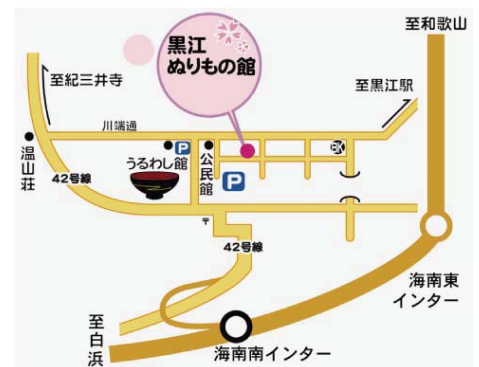 至和歌山
黒江
ぬりもの館
至紀三井寺
至黒江駅
川端通
P
BK
うるわし館
公民館
温山荘
P
42号線
〒
42号線
海南東
インター
至白浜
海南南インター